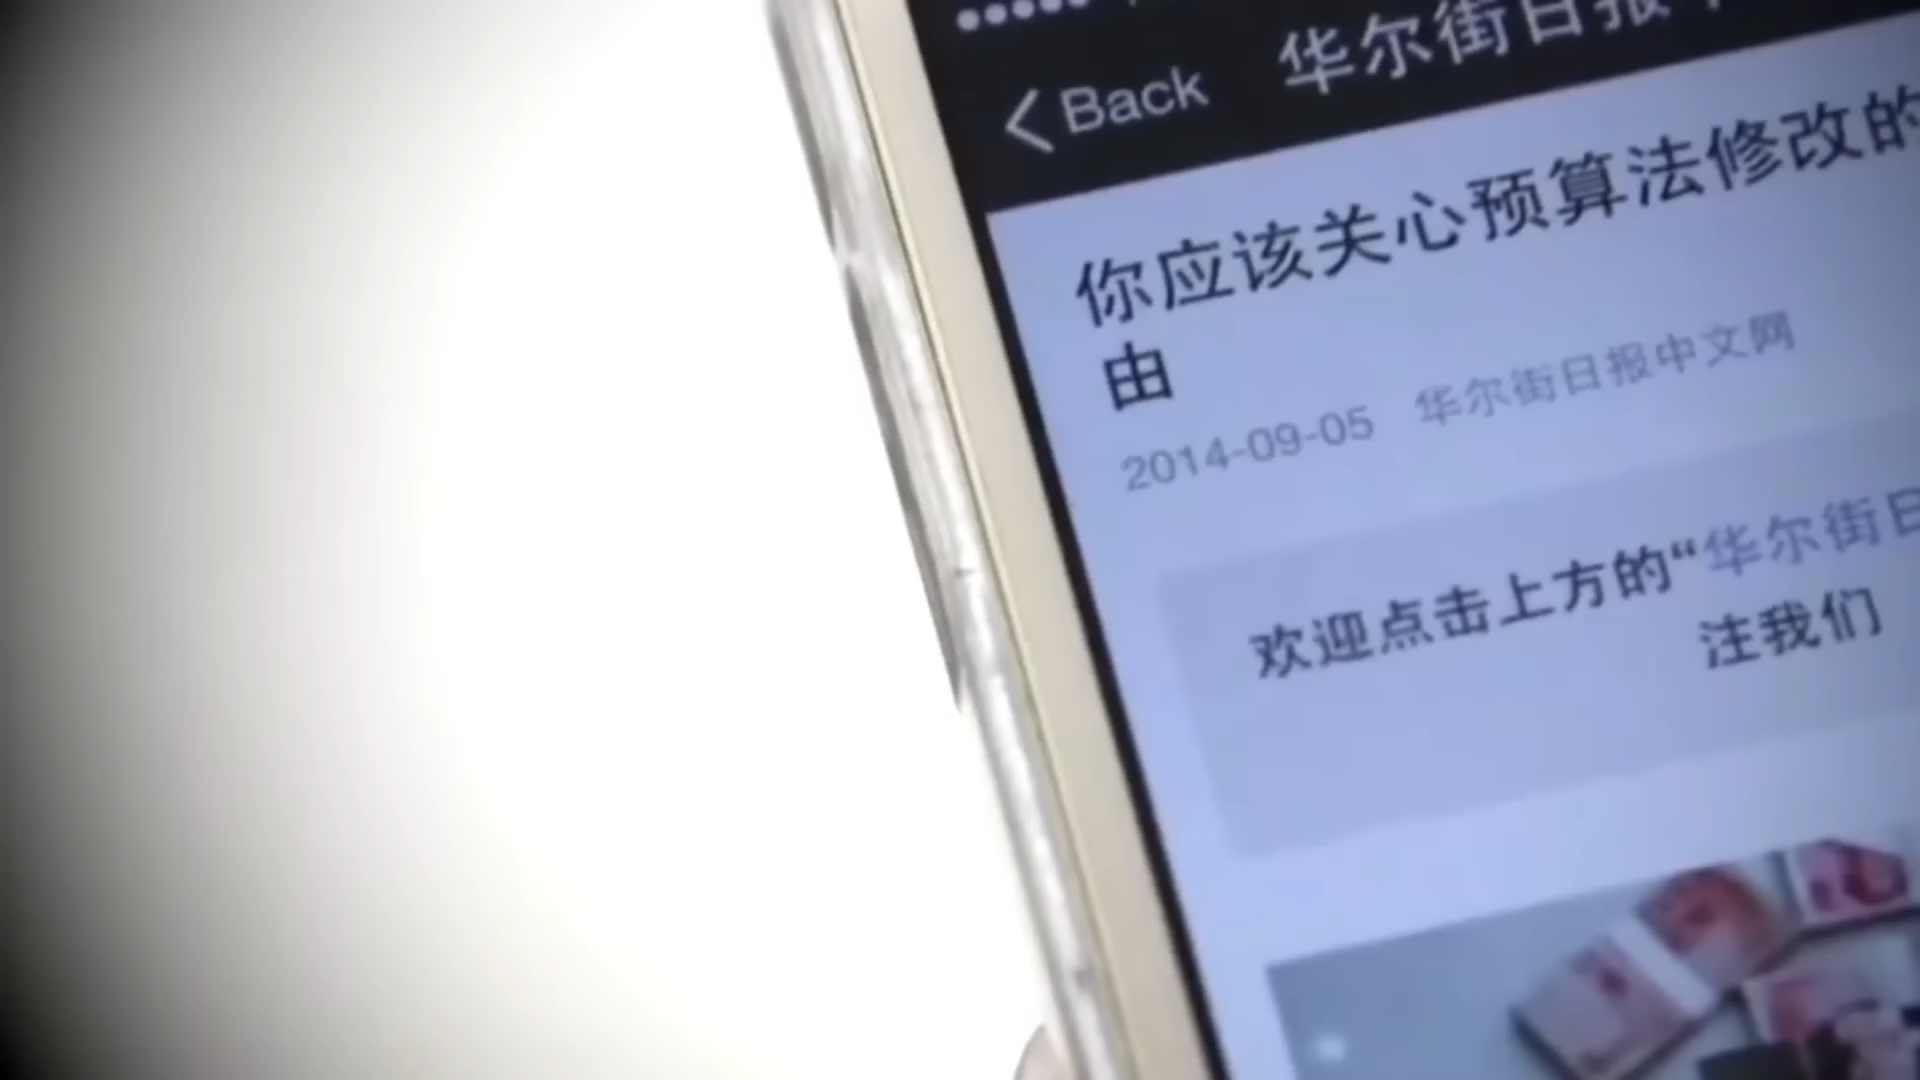 Back 华尔街日报中
你应该关心预算法修改的
由
2014-09-05 华尔街日报中文网
欢迎点击上方的“华尔街日
注我们